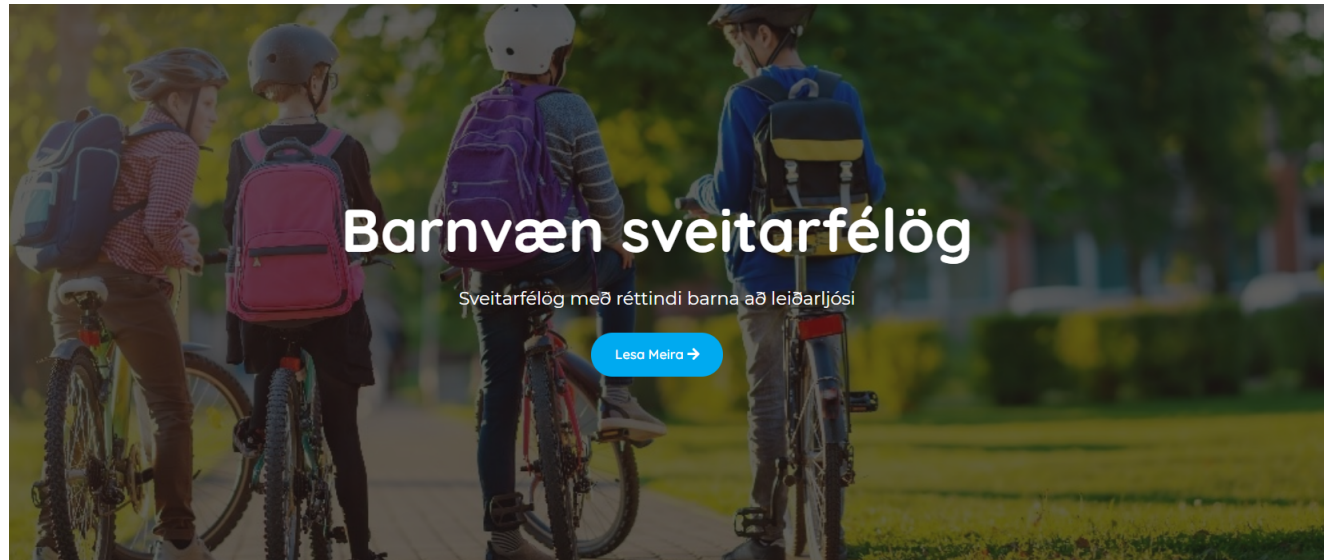 Barnvæn sveitarfélög
Sveitarfélög með réttindi barna að leiðarljósi
Lesa Meira